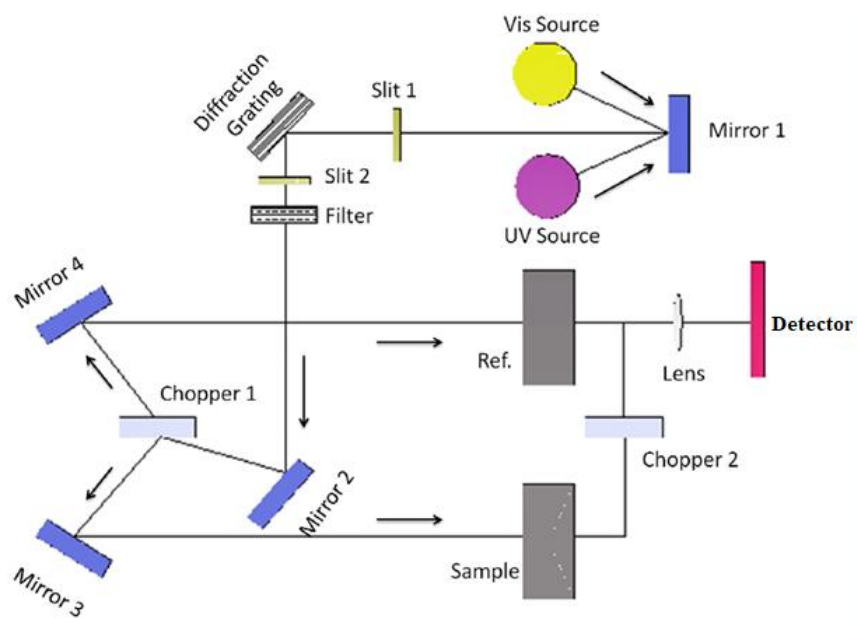 Vis Source
Diffraction
Grating
Slit 1
Mirror 1
Slit 2
Filter
UV Source
Mirror 4
Detector
Ref.
Lens
Chopper 1
Chopper 2
Mirror 2
Sample
Mirror 3